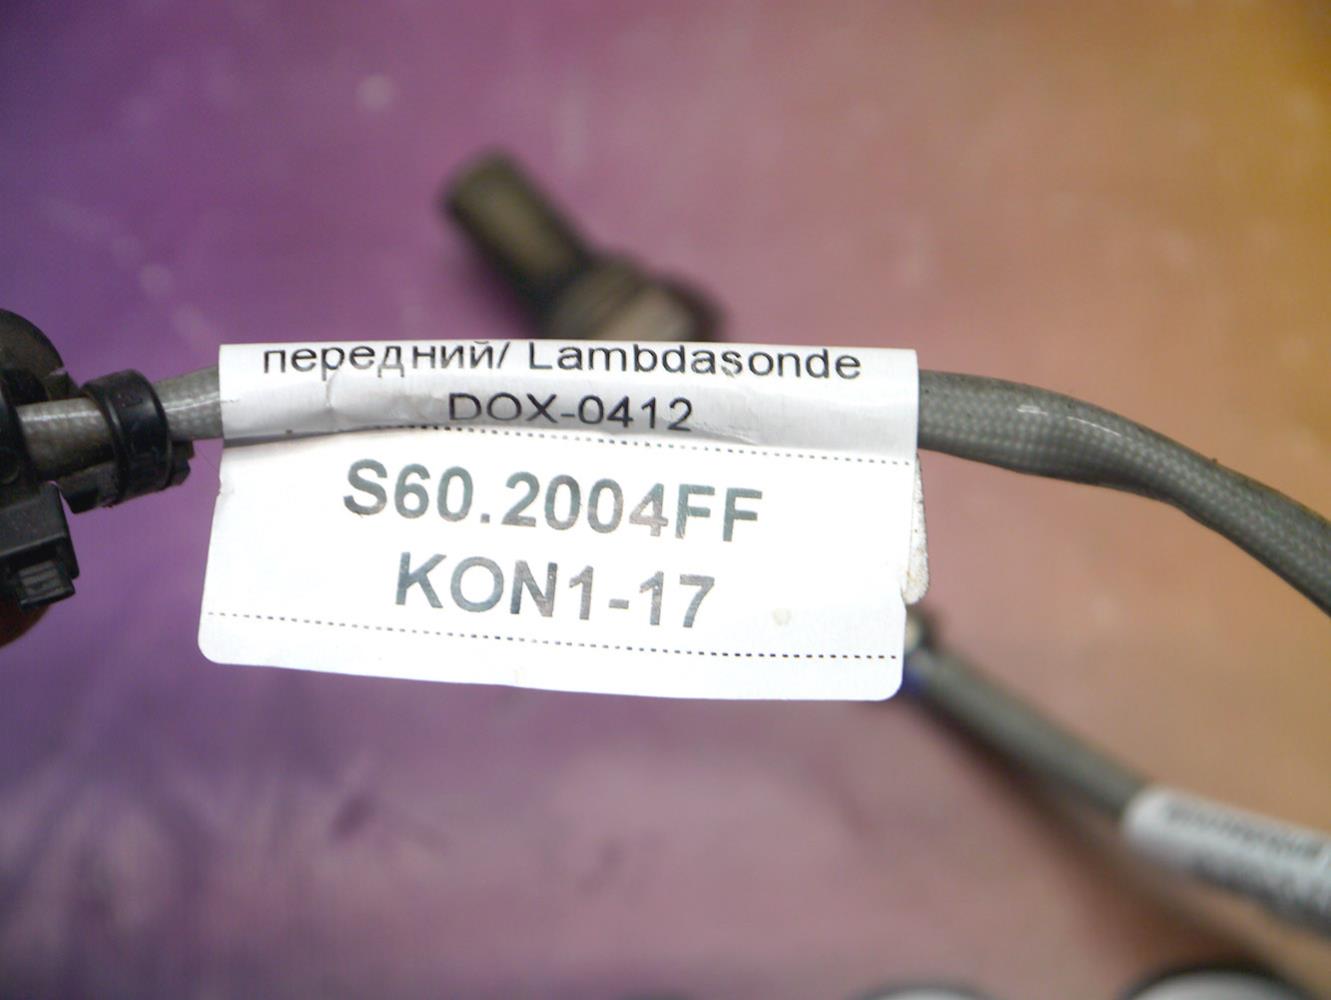 передний/ Lambdasonde
DOX-0412
S60.2004FF
KON1-17